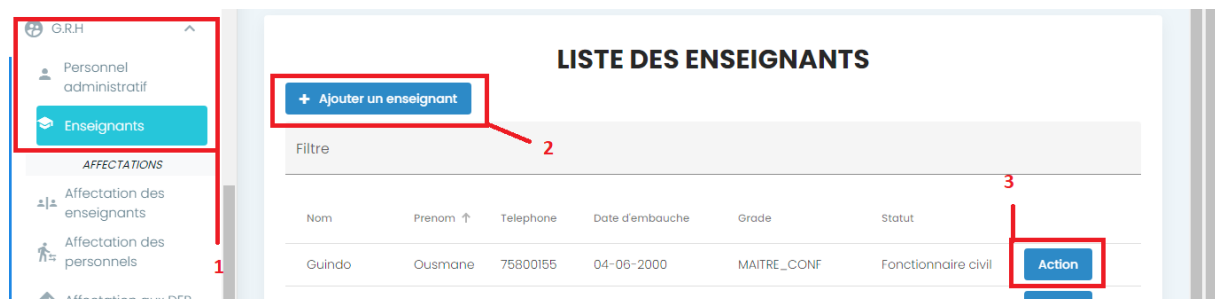 G.R.H
Personnel
administratif
Enseignants
AFFECTATIONS
Affectation des
enseignants
Affectation des
personnels
1
LISTE DES ENSEIGNANTS
+ Ajouter un enseignant
2
Filtre
3
Nom Prenom ↑ Telephone Date d'embauche Grade Statut
Guindo Ousmane 75800155 04-06-2000 MAITRE_CONF Fonctionnaire civil Action